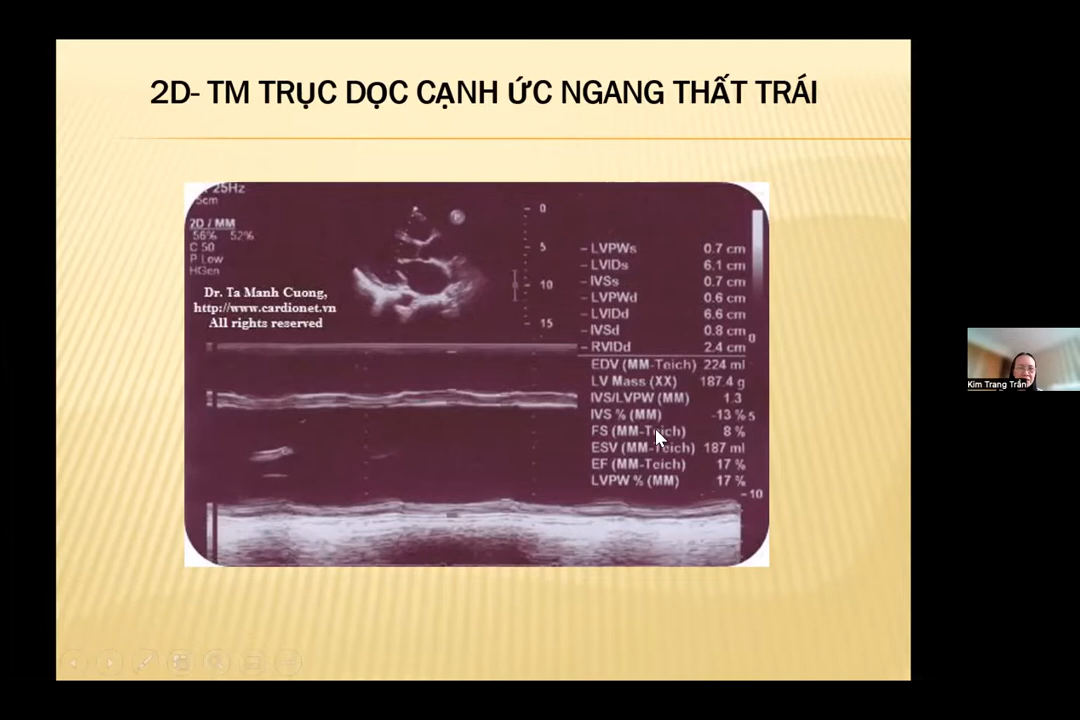 2D- TM TRỤC DỌC CẠNH ỨC NGANG THẤT TRÁI
25Hz
5cm
2D / MM
56% 52%
C 50
P Low
HGen
Dr. Ta Manh Cuong,
http://www.cardionet.vn
All rights reserved
P
0
5
10
15
- LVPWs 0.7 cm
- LVIDs 6.1 cm
- IVSs 0.7 cm
- LVPWd 0.6 cm
- LVIDd 6.6 cm
- IVSd 0.8 cm
- RVIDd 2.4 cm
EDV (MM-Teich) 224 ml
LV Mass (XX) 187.4 g
IVS/LVPW (MM) 1.3
IVS % (MM) -13 %
FS (MM-Teich) 8 %
ESV (MM-Teich) 187 ml
EF (MM-Teich) 17 %
LVPW % (MM) 17 %
0
5
-10
Kim Trang Trần